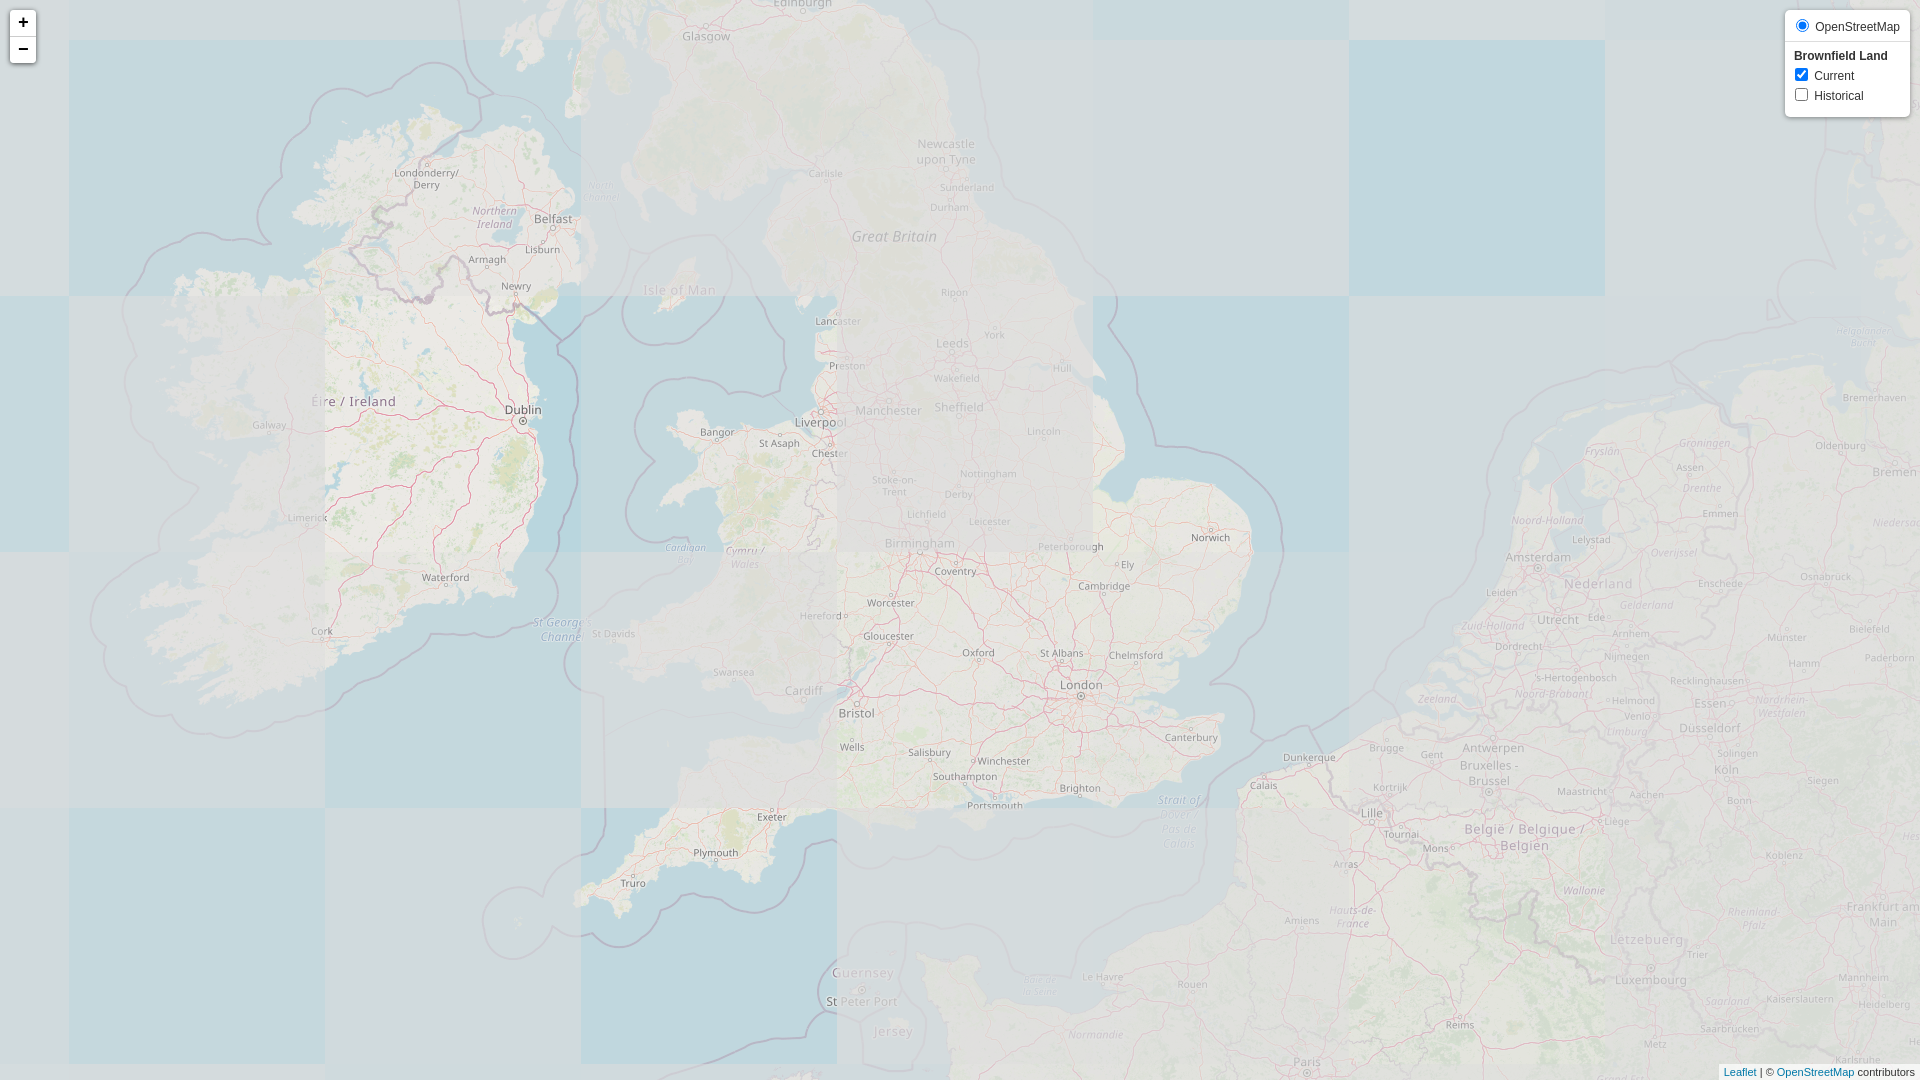 +
−
OpenStreetMap
Brownfield Land
Current
Historical
Edinburgh
Glasgow
Newcastle
upon Tyne
Londonderry/
Derry
Carlisle
Sunderland
Durham
Northern
Ireland
Belfast
Great Britain
Lisburn
Armagh
Newry
Isle of Man
Ripon
Lancaster
York
Leeds
Preston
Hull
Wakefield
Éire / Ireland
Dublin
Manchester
Sheffield
Liverpool
Galway
Bangor
St Asaph
Lincoln
Chester
Stoke-on-
Trent
Nottingham
Derby
Limerick
Lichfield
Leicester
Birmingham
Peterborough
Norwich
Cardigan
Cymru /
Wales
Coventry
Ely
Waterford
Cambridge
Worcester
Hereford
St George
Channel
Cork
St Davids
Gloucester
Oxford
St Albans
Chelmsford
Swansea
Cardiff
London
Bristol
Wells
Salisbury
Winchester
Canterbury
Southampton
Brighton
Portsmouth
Exeter
Plymouth
Truro
Strait of
Dover /
Pas de
Calais
Dunkerque
Calais
Lille
Tournai
Mons
Arras
Amiens
Hauts-de-
France
Guernsey
St Peter Port
Jersey
Le Havre
Rouen
Normandie
Reims
Paris
Helgoländer
Bucht
Bremerhaven
Groningen
Oldenburg
Fryslân
Assen
Bremen
Drenthe
Emmen
Noord-Holland
Lelystad
Amsterdam
Overijssel
Nederland
Enschede
Osnabrück
Leiden
Gelderland
Utrecht
Ede
Zuid-Holland
Arnhem
Münster
Bielefeld
Dordrecht
Nijmegen
Hamm
Paderborn
's-Hertogenbosch
Recklinghausen
Zeeland
Noord-Brabant
Helmond
Essen
Nordrhein-
Westfalen
Venlo
Düsseldorf
Limburg
Brugge
Gent
Antwerpen
Solingen
Bruxelles -
Brussel
Köln
Siegen
Kortrijk
Maastricht
Aachen
Bonn
Liège
België / Belgique /
Belgien
Koblenz
Wallonie
Rheinland
Pfalz
Frankfurt am
Main
Letzebuerg
Trier
Luxembourg
Mannheim
Saarland
Kaiserslautern
Heidelberg
Saarbrücken
Metz
Karlsruhe
Leaflet | © OpenStreetMap contributors